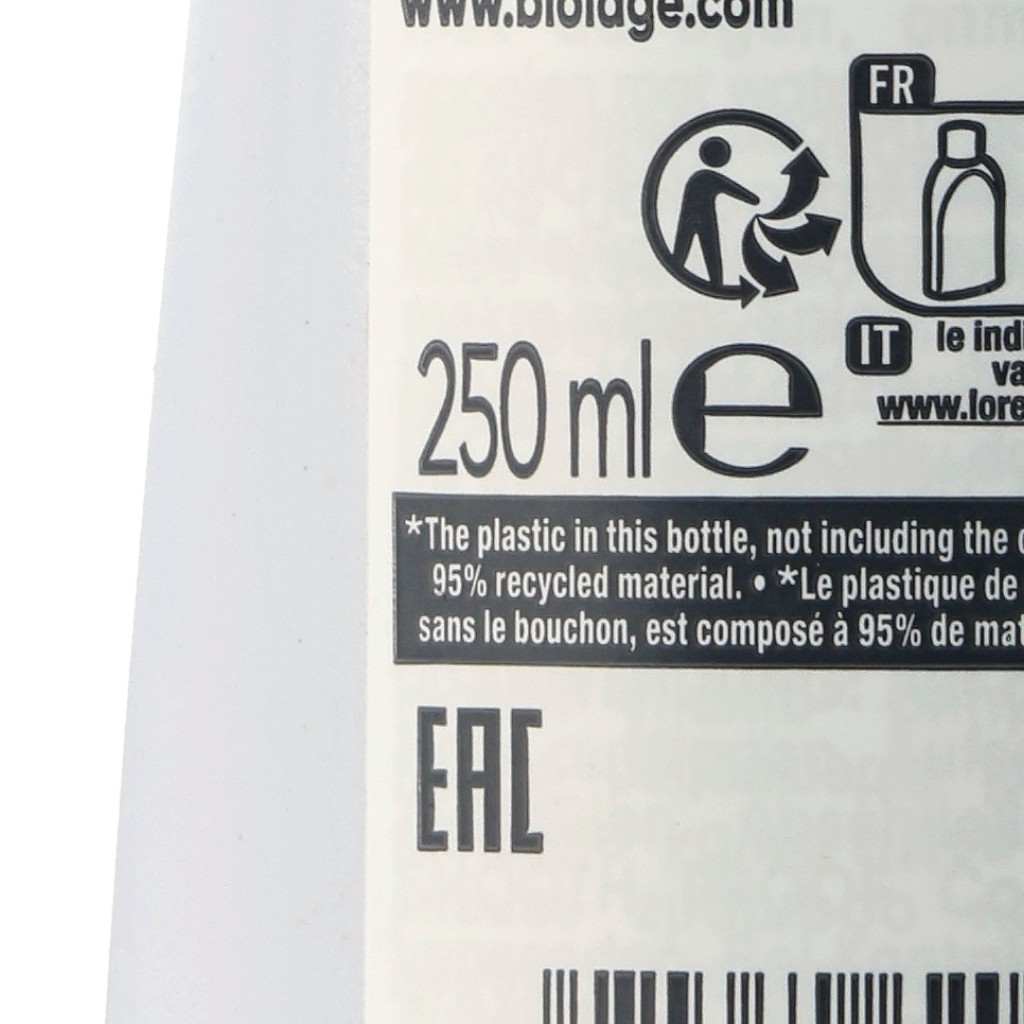 www.biolage.com
FR
IT le indi
va
www.lore
250 ml e
*The plastic in this bottle, not including the
95% recycled material. • *Le plastique de
sans le bouchon, est composé à 95% de mat
EAC